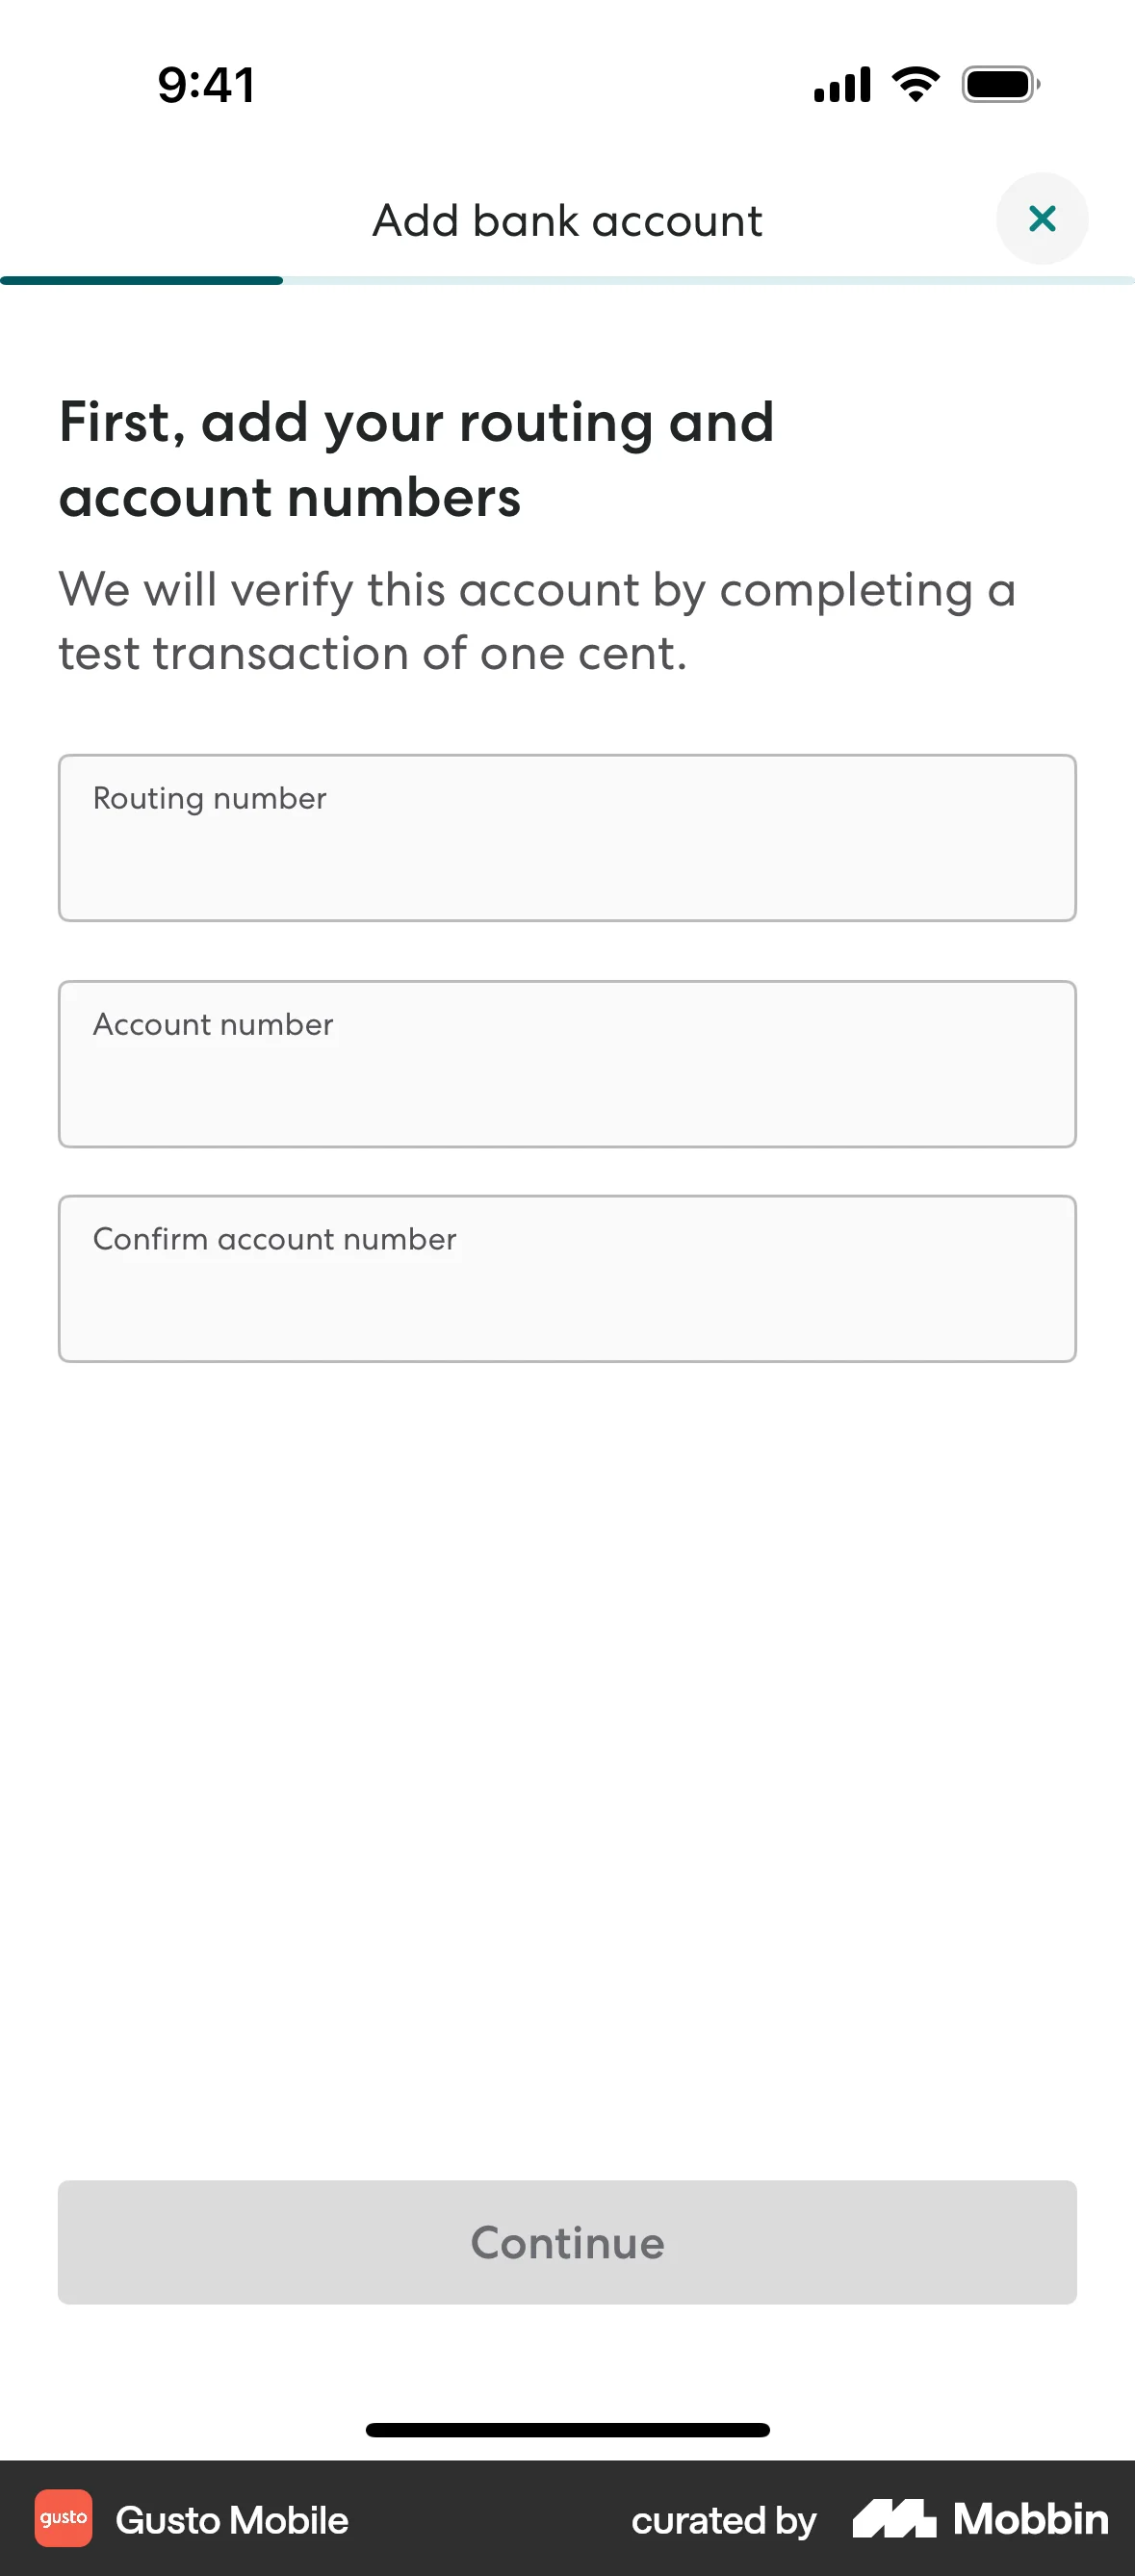 9:41
Add bank account
First, add your routing and
account numbers
We will verify this account by completing a
test transaction of one cent.
Routing number
Account number
Confirm account number
Continue
gusto Gusto Mobile curated by Mobbin